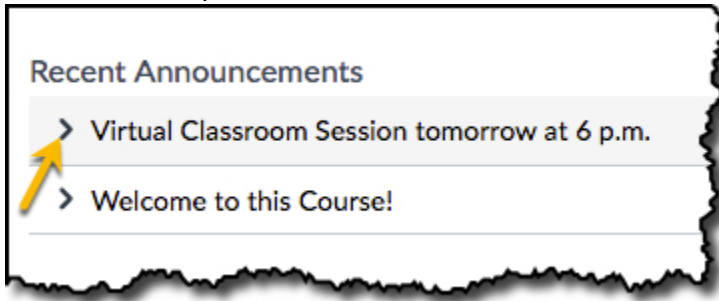 Recent Announcements
Virtual Classroom Session tomorrow at 6 p.m.
Welcome to this Course!